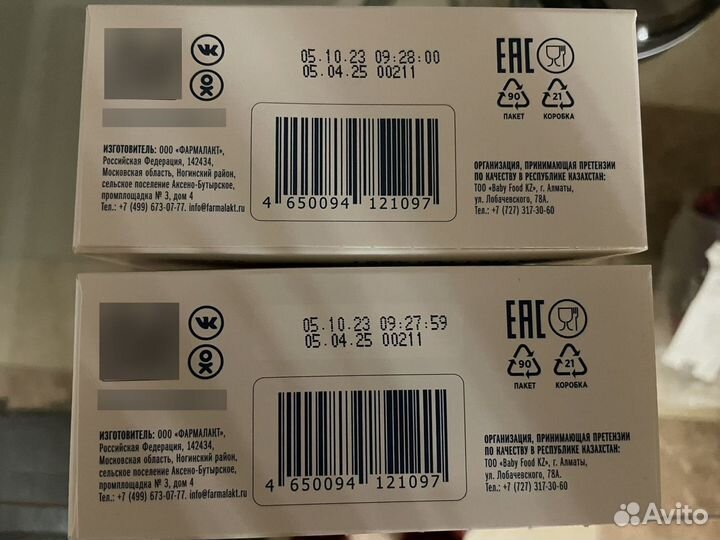 05.10.23 09:28:00
05.04.25 00211
EAC
90
ПАКЕТ
21
КОРОБКА
ИЗГОТОВИТЕЛЬ: ООО «ФАРМАЛАКТ»,
Российская Федерация, 142434,
Московская область, Ногинский район,
сельское поселение Аксено-Бутырское,
промплощадка № 3, дом 4
Тел.: +7 (499) 673-07-77. info@farmalakt.ru
4 650094 121097
ОРГАНИЗАЦИЯ, ПРИНИМАЮЩАЯ ПРЕТЕНЗИИ
ПО КАЧЕСТВУ В РЕСПУБЛИКЕ КАЗАХСТАН:
ТОО «Baby Food KZ», г. Алматы,
ул. Лобачевского, 78А.
Тел.: +7 (727) 317-30-60
05.10.23 09:27:59
05.04.25 00211
EAC
90
ПАКЕТ
21
КОРОБКА
ИЗГОТОВИТЕЛЬ: ООО «ФАРМАЛАКТ»,
Российская Федерация, 142434,
Московская область, Ногинский район,
сельское поселение Аксено-Бутырское,
промплощадка № 3, дом 4
Тел.: +7 (499) 673-07-77. info@farmalakt.ru
4 650094 121097
ОРГАНИЗАЦИЯ, ПРИНИМАЮЩАЯ ПРЕТЕНЗИИ
ПО КАЧЕСТВУ В РЕСПУБЛИКЕ КАЗАХСТАН:
ТОО «Baby Food KZ», г. Алматы,
ул. Лобачевского, 78А.
Тел.: +7 (727) 317-30-60
Avito